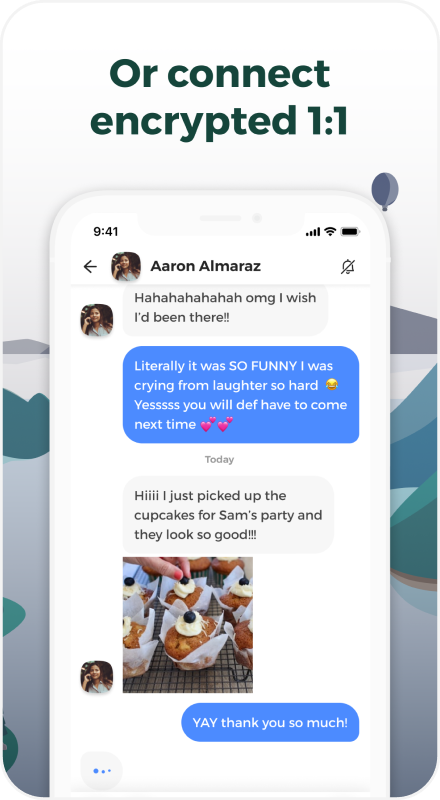 Or connect
encrypted 1:1
9:41
Aaron Almaraz
Hahahahahahah omg I wish
I'd been there!!
Literally it was SO FUNNY I was
crying from laughter so hard 😂
Yesssss you will def have to come
next time 💕💕
Today
Hiiii I just picked up the
cupcakes for Sam's party and
they look so good!!!
YAY thank you so much!